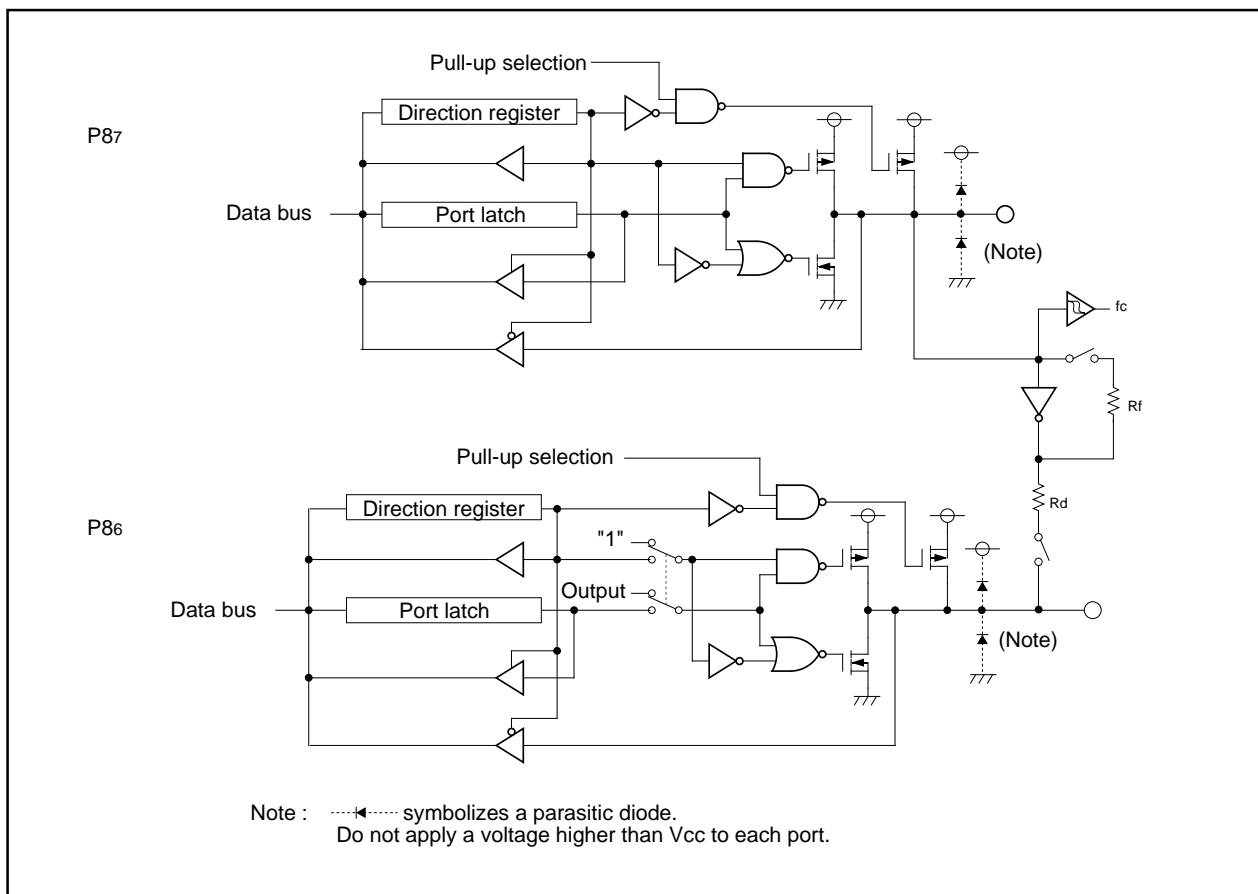 Pull-up selection
Direction register
P87
Data bus
Port latch
(Note)
fc
Rf
Pull-up selection
Rd
Direction register
P86
"1"
Output
Data bus
Port latch
(Note)
Note : symbolizes a parasitic diode.
Do not apply a voltage higher than Vcc to each port.